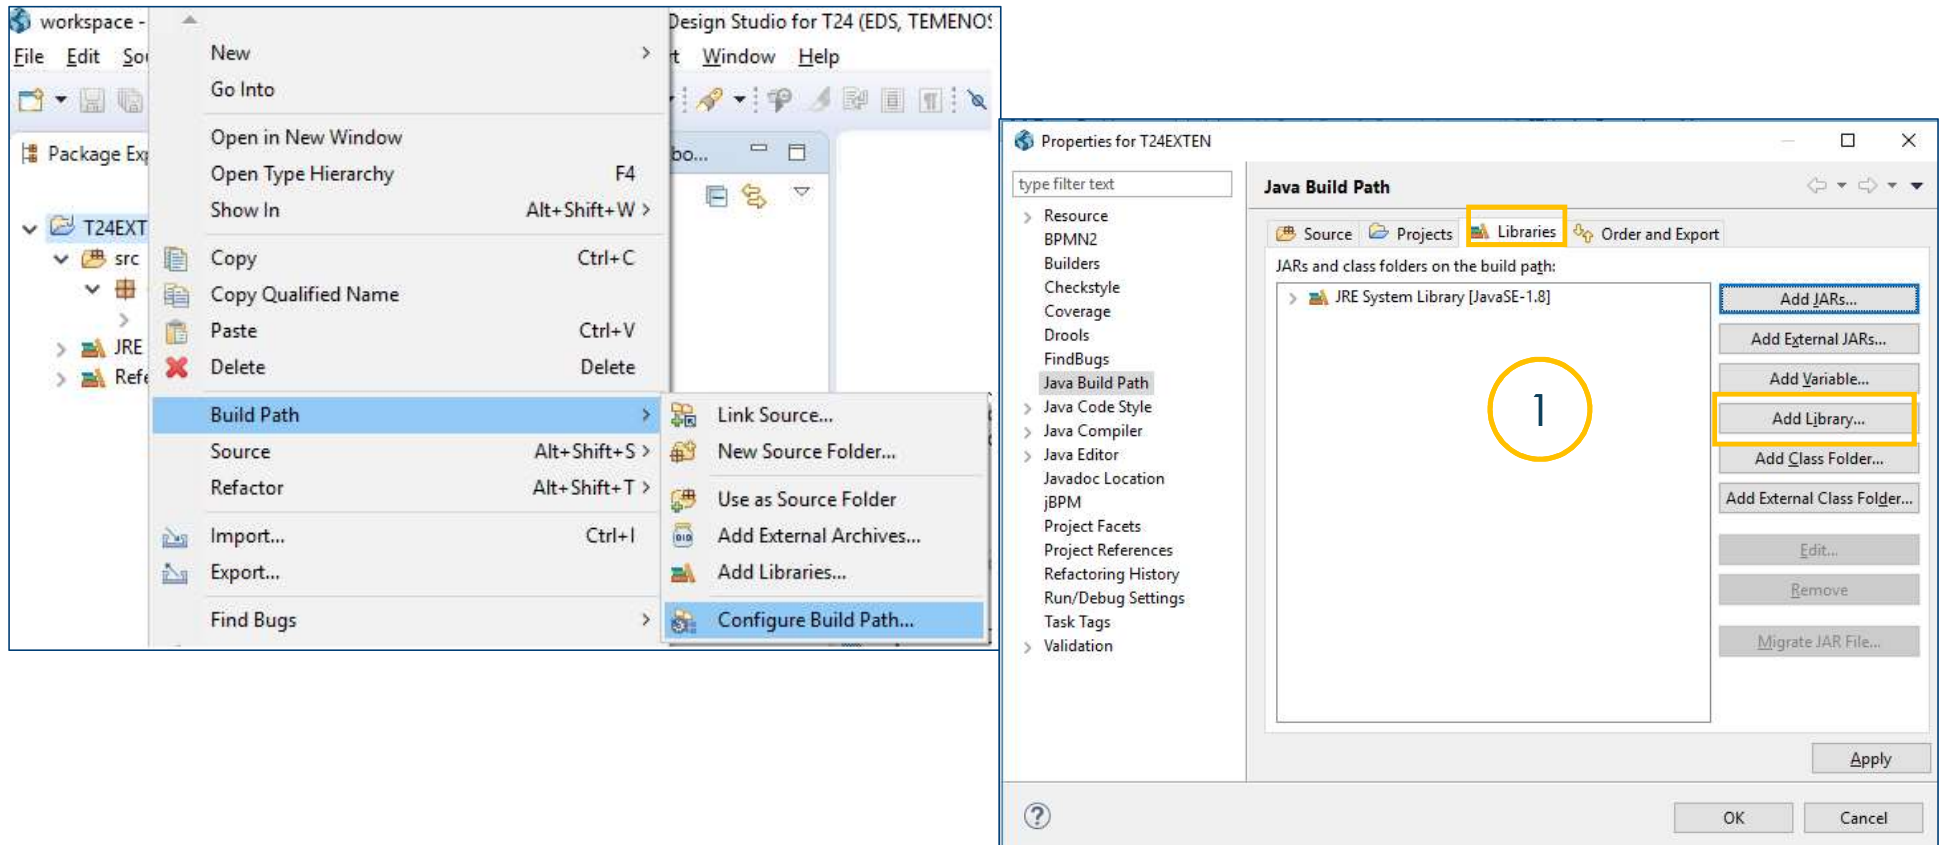 workspace -
Design Studio for T24 (EDS, TEMENOS
File Edit Sou
t Window Help
Package Exp
bo...
T24EXT
src
JRE
Refe
New
Go Into
Open in New Window
Open Type Hierarchy F4
Show In Alt+Shift+W >
Copy Ctrl+C
Copy Qualified Name
Paste Ctrl+V
Delete Delete
Build Path
Source Alt+Shift+S >
Refactor Alt+Shift+T >
Import... Ctrl+I
Export...
Find Bugs
Link Source...
New Source Folder...
Use as Source Folder
Add External Archives...
Add Libraries...
Configure Build Path...
Properties for T24EXTEN
type filter text
Resource
BPMN2
Builders
Checkstyle
Coverage
Drools
FindBugs
Java Build Path
Java Code Style
Java Compiler
Java Editor
Javadoc Location
jBPM
Project Facets
Project References
Refactoring History
Run/Debug Settings
Task Tags
Validation
Java Build Path
Source Projects Libraries Order and Export
JARs and class folders on the build path:
JRE System Library [JavaSE-1.8]
1
Add JARs...
Add External JARs...
Add Variable...
Add Library...
Add Class Folder...
Add External Class Folder...
Edit...
Remove
Migrate JAR File...
Apply
OK Cancel